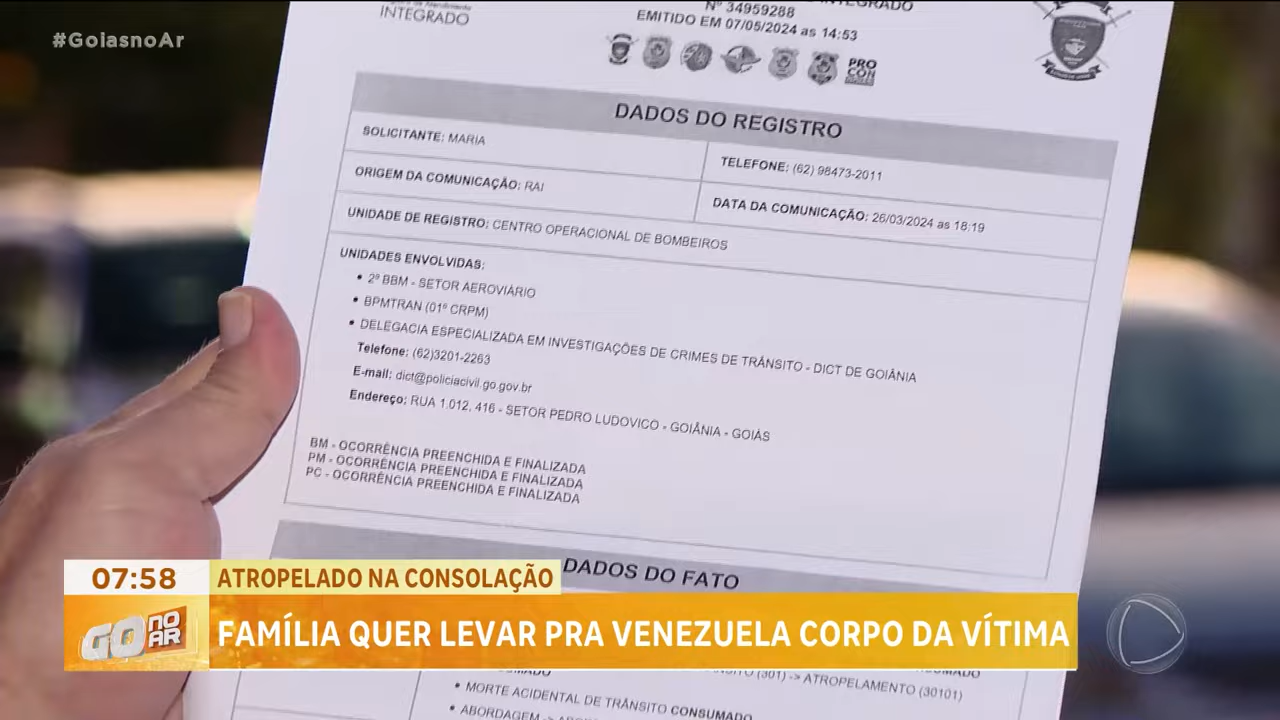 #GoiasnoAr
INTEGRADO
Nº 34959288
EMITIDO EM 07/05/2024 as 14:53
PRO
CON
DADOS DO REGISTRO
SOLICITANTE: MARIA
TELEFONE: (62) 98473-2011
ORIGEM DA COMUNICAÇÃO: RAI
DATA DA COMUNICAÇÃO: 26/03/2024 as 18:19
UNIDADE DE REGISTRO: CENTRO OPERACIONAL DE BOMBEIROS
UNIDADES ENVOLVIDAS:
• 2º BBM - SETOR AEROVIÁRIO
• BPMTRAN (01º CRPM)
• DELEGACIA ESPECIALIZADA EM INVESTIGAÇÕES DE CRIMES DE TRÂNSITO - DICT DE GOIÂNIA
Telefone: (62)3201-2263
E-mail: dict@policiacivil.go.gov.br
Endereço: RUA 1.012, 416 - SETOR PEDRO LUDOVICO - GOIÂNIA - GOIÁS
BM - OCORRÊNCIA PREENCHIDA E FINALIZADA
PM - OCORRÊNCIA PREENCHIDA E FINALIZADA
PC - OCORRÊNCIA PREENCHIDA E FINALIZADA
DADOS DO FATO
07:58
ATROPELADO NA CONSOLAÇÃO
GO NO AR
FAMÍLIA QUER LEVAR PRA VENEZUELA CORPO DA VÍTIMA
(301) -> ATROPELAMENTO (30101)
• MORTE ACIDENTAL DE TRÂNSITO CONSUMADO
• ABORDAGEM ->